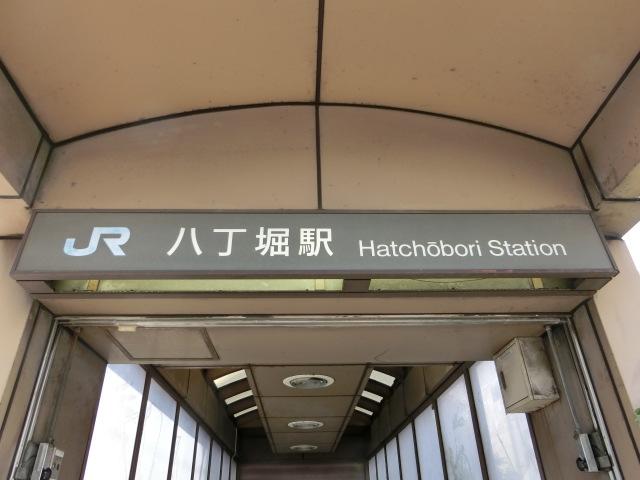 JR 八丁堀駅 Hatchōbori Station